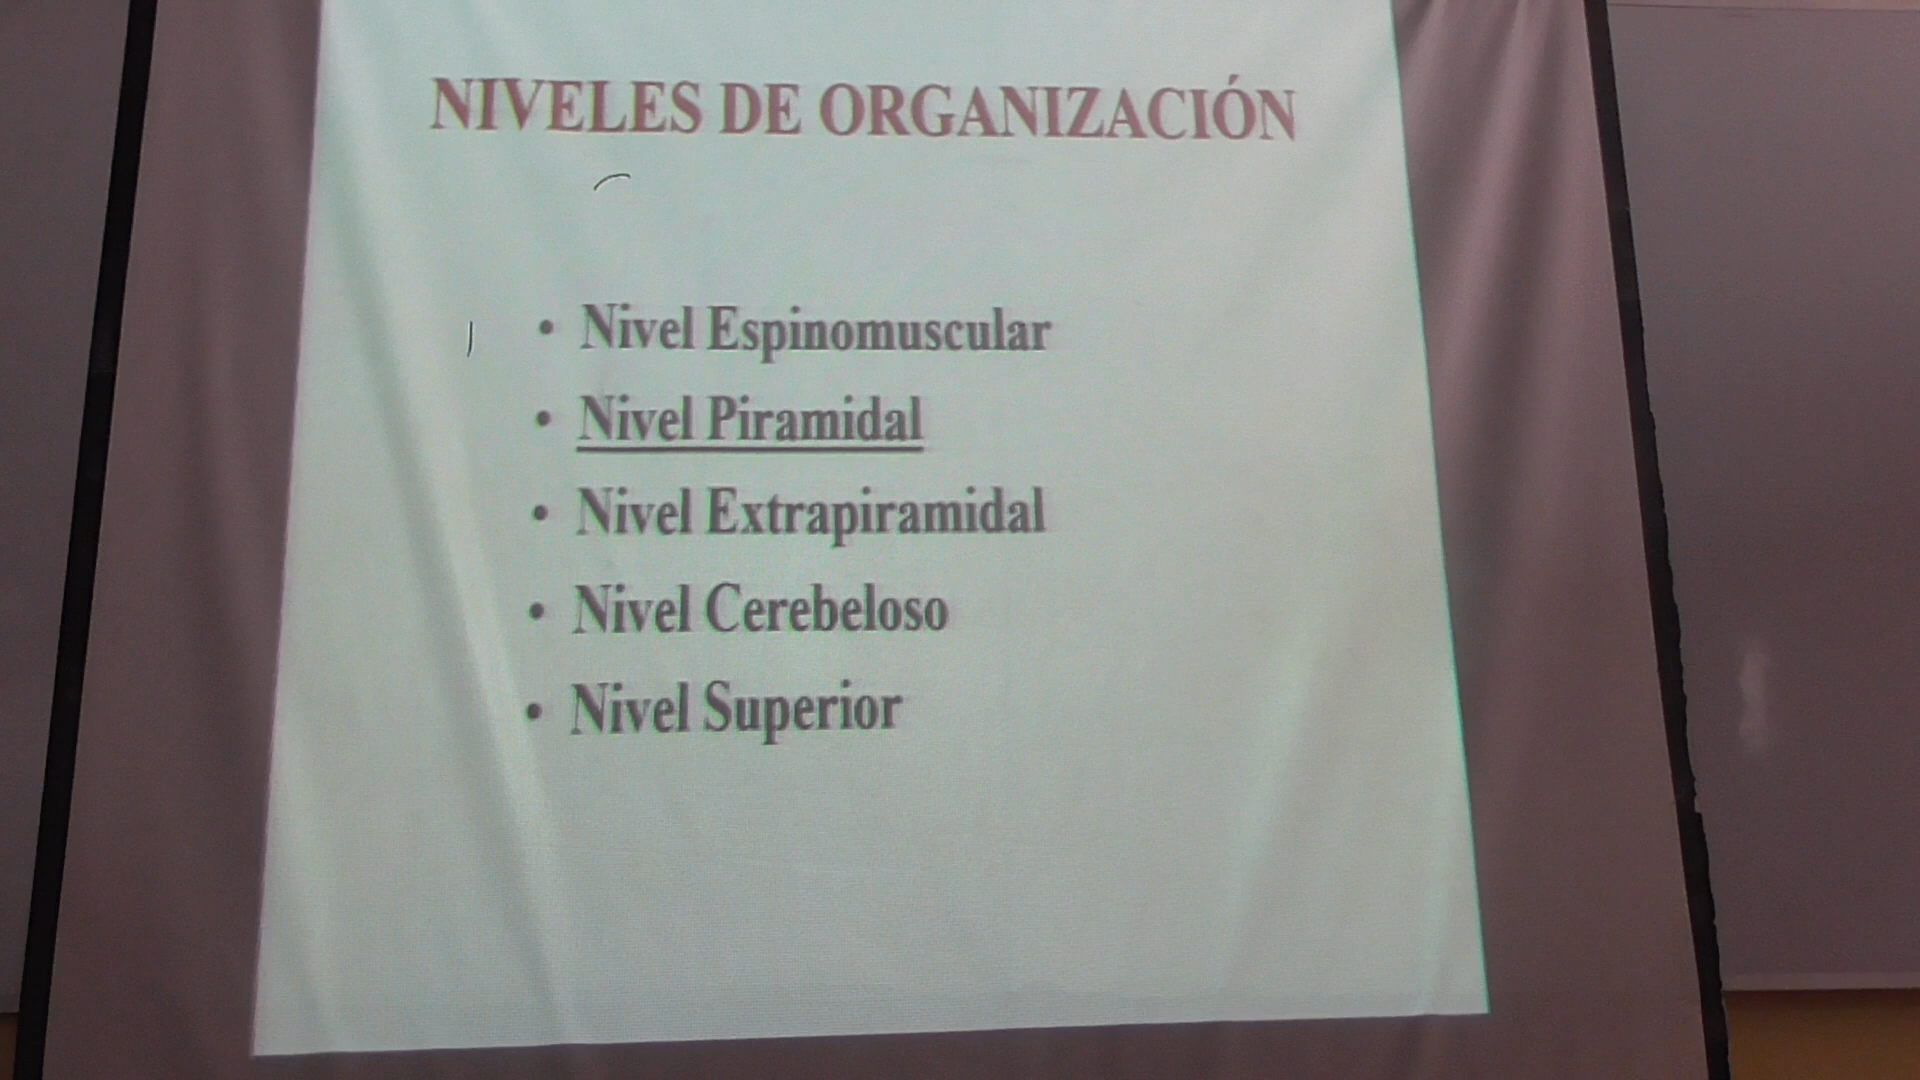 NIVELES DE ORGANIZACIÓN
• Nivel Espinomuscular
• Nivel Piramidal
• Nivel Extrapiramidal
• Nivel Cerebeloso
• Nivel Superior